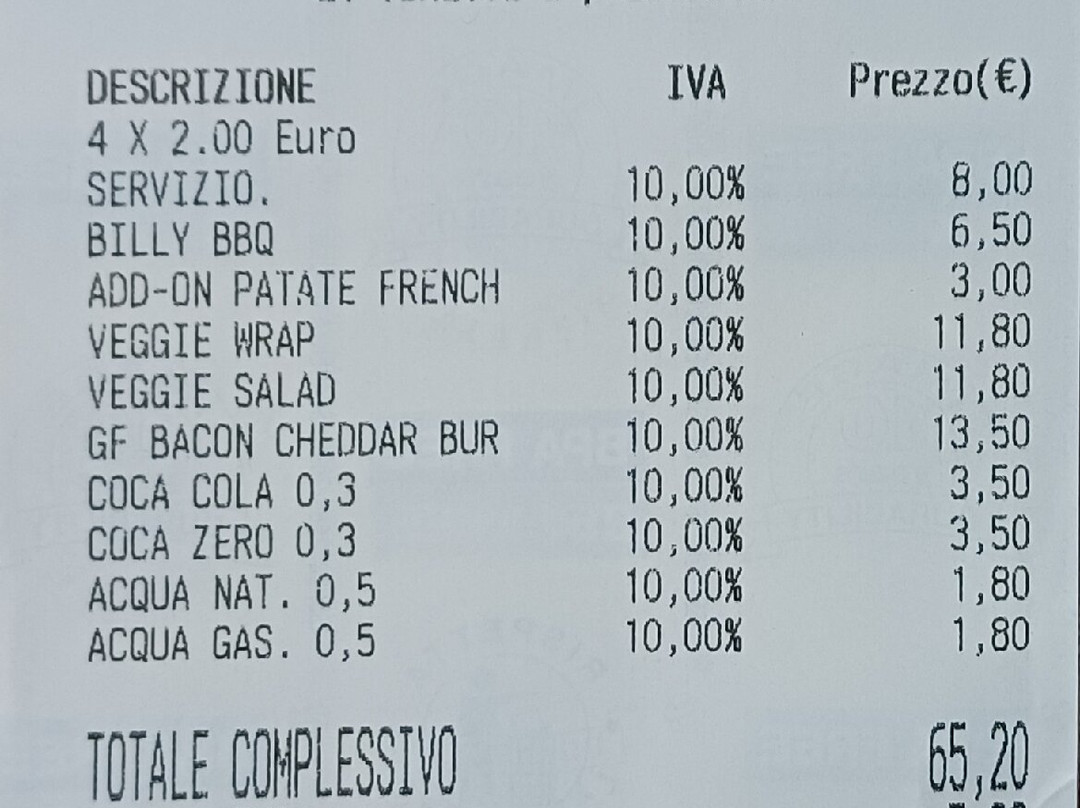 DESCRIZIONE IVA Prezzo(€)
4 X 2.00 Euro
SERVIZIO. 10,00% 8,00
BILLY BBQ 10,00% 6,50
ADD-ON PATATE FRENCH 10,00% 3,00
VEGGIE WRAP 10,00% 11,80
VEGGIE SALAD 10,00% 11,80
GF BACON CHEDDAR BUR 10,00% 13,50
COCA COLA 0,3 10,00% 3,50
COCA ZERO 0,3 10,00% 3,50
ACQUA NAT. 0,5 10,00% 1,80
ACQUA GAS. 0,5 10,00% 1,80
TOTALE COMPLESSIVO 65,20